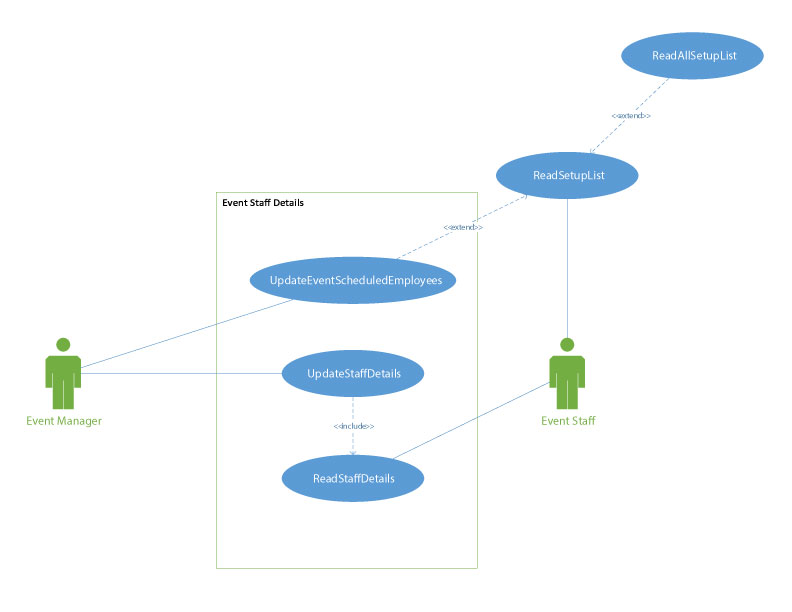 ReadAllSetupList
<<extend>>
ReadSetupList
Event Staff Details
<<extend>>
UpdateEventScheduledEmployees
UpdateStaffDetails
Event Manager
Event Staff
<<include>>
ReadStaffDetails